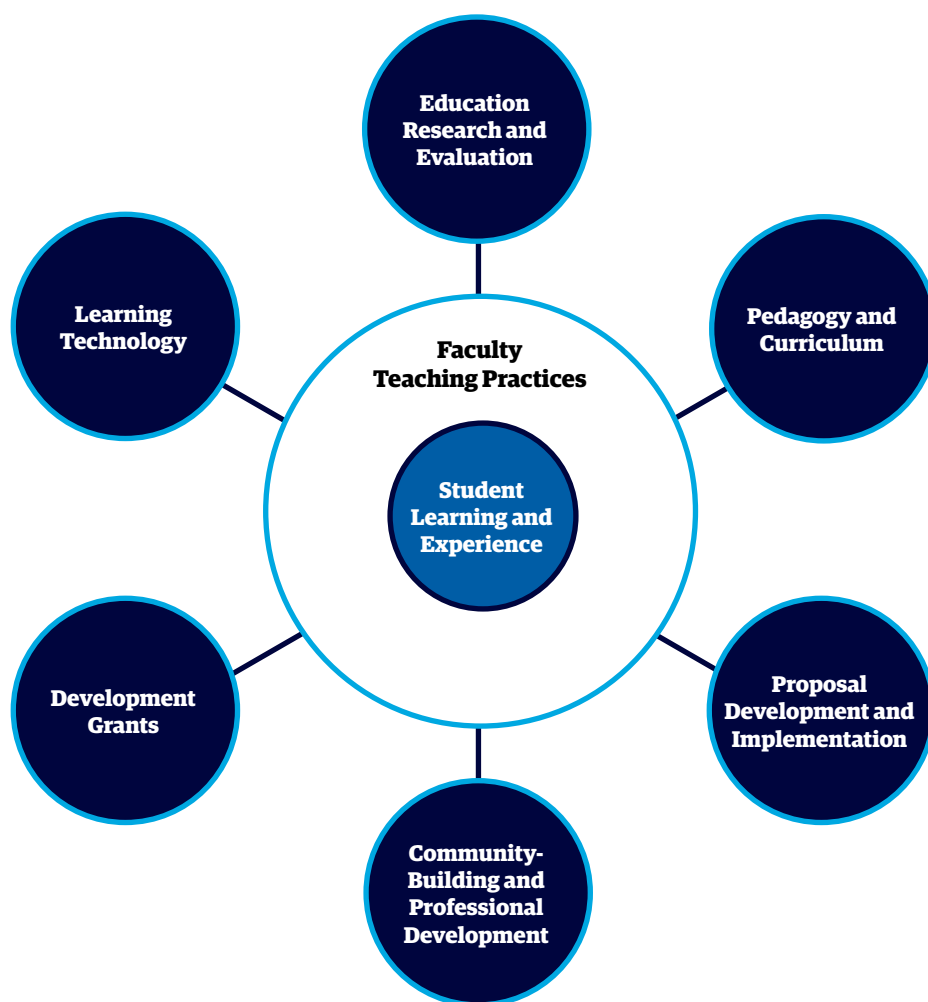 Education
Research and
Evaluation
Learning
Technology
Pedagogy and
Curriculum
Faculty
Teaching Practices
Student
Learning and
Experience
Development
Grants
Proposal
Development and
Implementation
Community-
Building and
Professional
Development